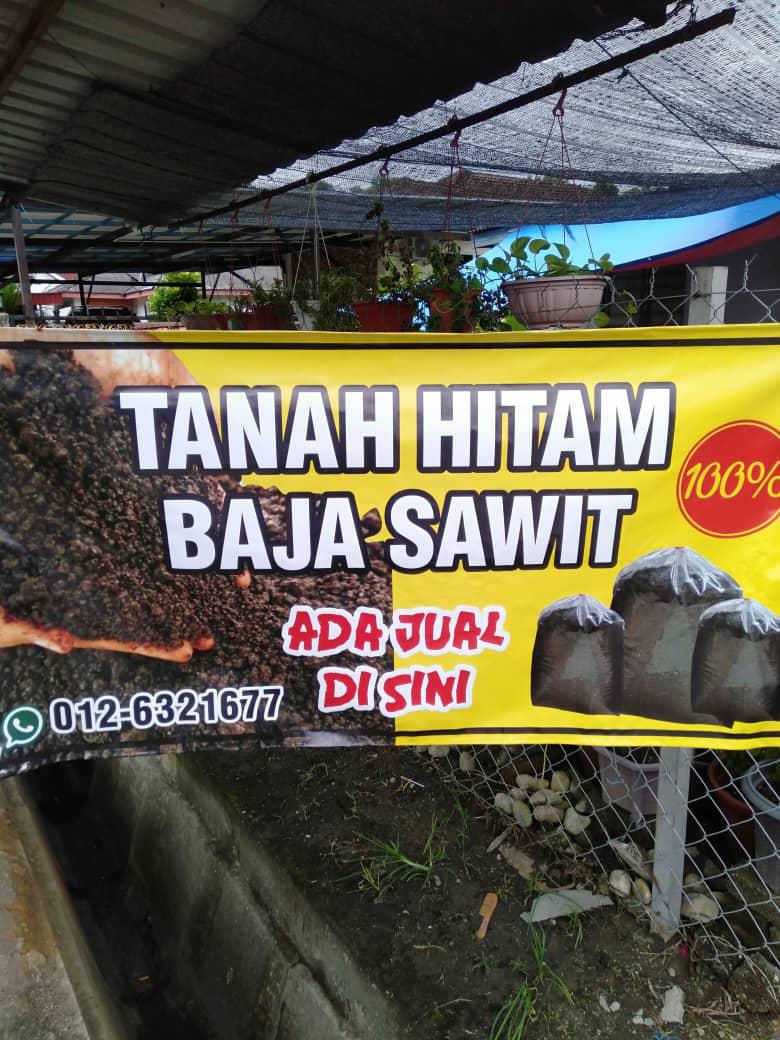 TANAH HITAM
BAJA SAWIT
100%
ADA JUAL
DI SINI
012-6321677